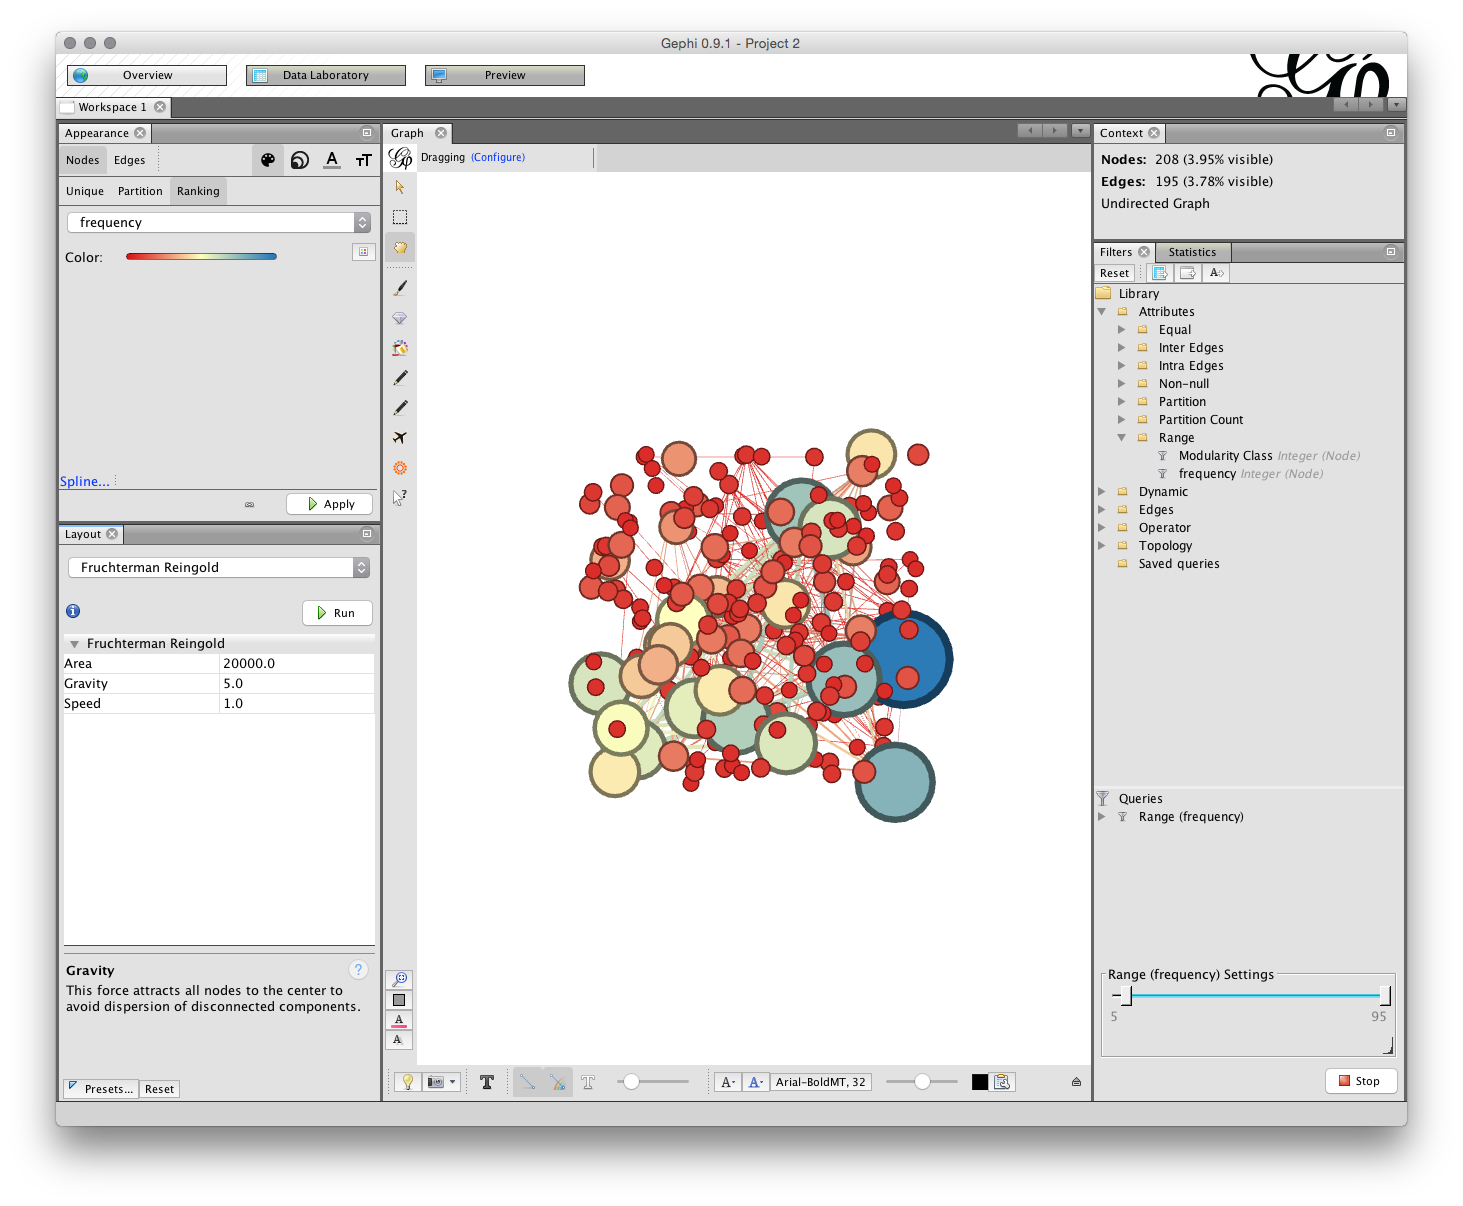 Gephi 0.9.1 - Project 2
Overview
Data Laboratory
Preview
Workspace 1
Appearance
Nodes
Edges
A
TT
Unique
Partition
Ranking
frequency
Color:
Spline...
Apply
Layout
Fruchterman Reingold
Run
Fruchterman Reingold
Area 20000.0
Gravity 5.0
Speed 1.0
Gravity
This force attracts all nodes to the center to
avoid dispersion of disconnected components.
Presets...
Reset
Graph
Dragging (Configure)
T
A-
A-
Arial-BoldMT, 32
Context
Nodes: 208 (3.95% visible)
Edges: 195 (3.78% visible)
Undirected Graph
Filters
Statistics
Reset
Library
Attributes
Equal
Inter Edges
Intra Edges
Non-null
Partition
Partition Count
Range
Modularity Class Integer (Node)
frequency Integer (Node)
Dynamic
Edges
Operator
Topology
Saved queries
Queries
Range (frequency)
Range (frequency) Settings
5 95
Stop